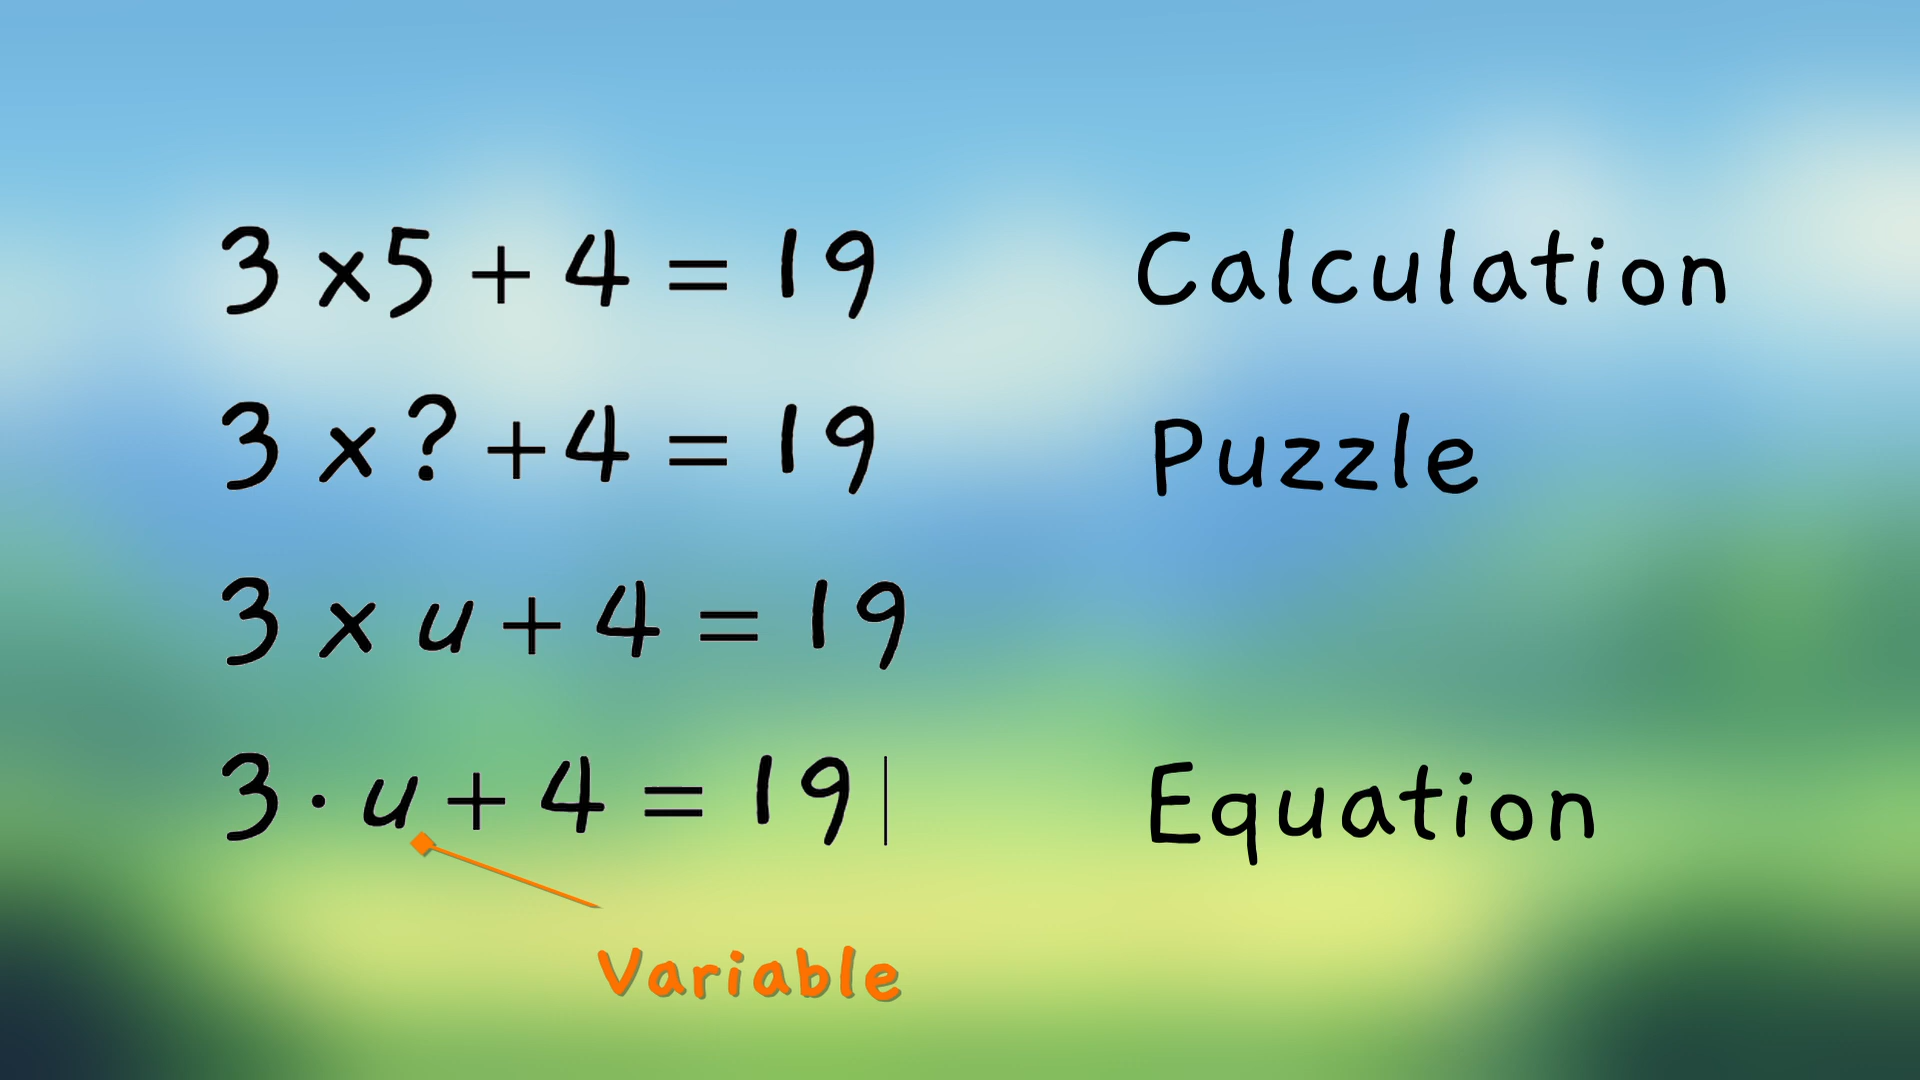 3 x 5 + 4 = 19 Calculation
3 x ? + 4 = 19 Puzzle
3 x u + 4 = 19
3 · u + 4 = 19 Equation
Variable